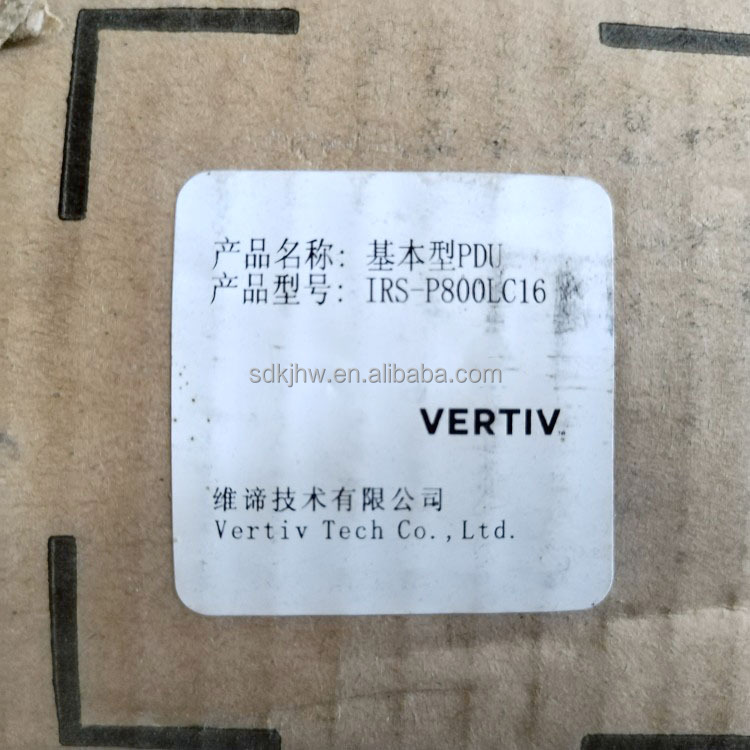 产品名称: 基本型PDU
产品型号: IRS-P800LC16
sdkjhw.en.alibaba.com
VERTIV
维谛技术有限公司
Vertiv Tech Co.,Ltd.